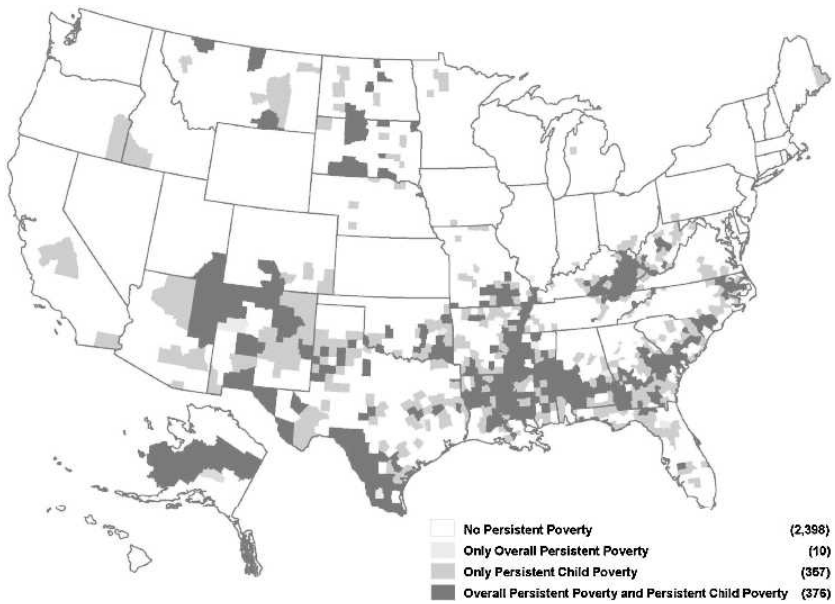 No Persistent Poverty (2,398)
Only Overall Persistent Poverty (10)
Only Persistent Child Poverty (357)
Overall Persistent Poverty and Persistent Child Poverty (376)